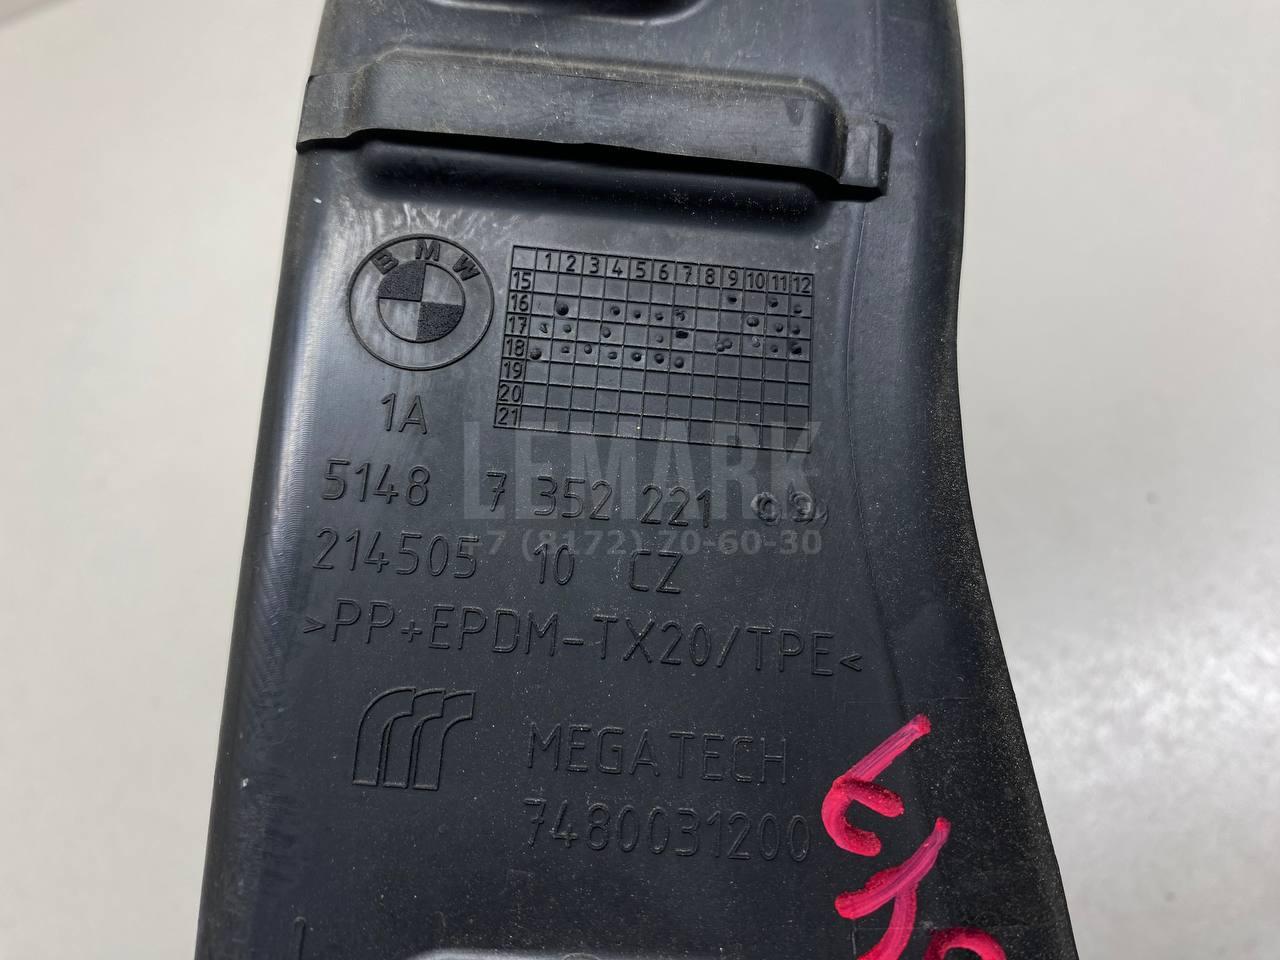 BMW
1 2 3 4 5 6 7 8 9 10 11 12
15
16
17
18
19
20
21
1A
LEMARK
5148 7 352 221
+7 (8172) 70-60-30
214505 10 CZ
>PP+EPDM-TX20/TPE<
MEGATECH
7480031200